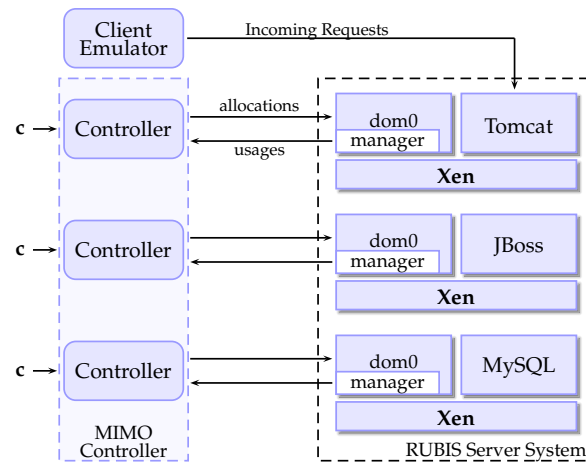 Client
Emulator
Incoming Requests
c
Controller
allocations
usages
dom0
manager
Tomcat
Xen
c
Controller
dom0
manager
JBoss
Xen
c
Controller
dom0
manager
MySQL
Xen
MIMO
Controller
RUBIS Server System